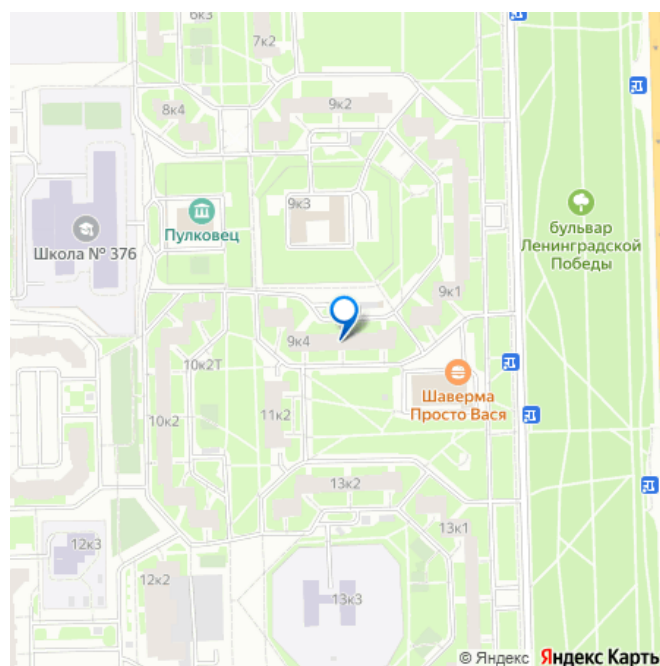 6к3
7к2
9к2
8к4
9к3
Пулковец
Школа № 376
бульвар
Ленинградской
Победы
9к1
9к4
10к2Т
Шаверма
Просто Вася
11к2
10к2
13к2
13к1
12к3
12к2
13к3
© Яндекс Яндекс Карты